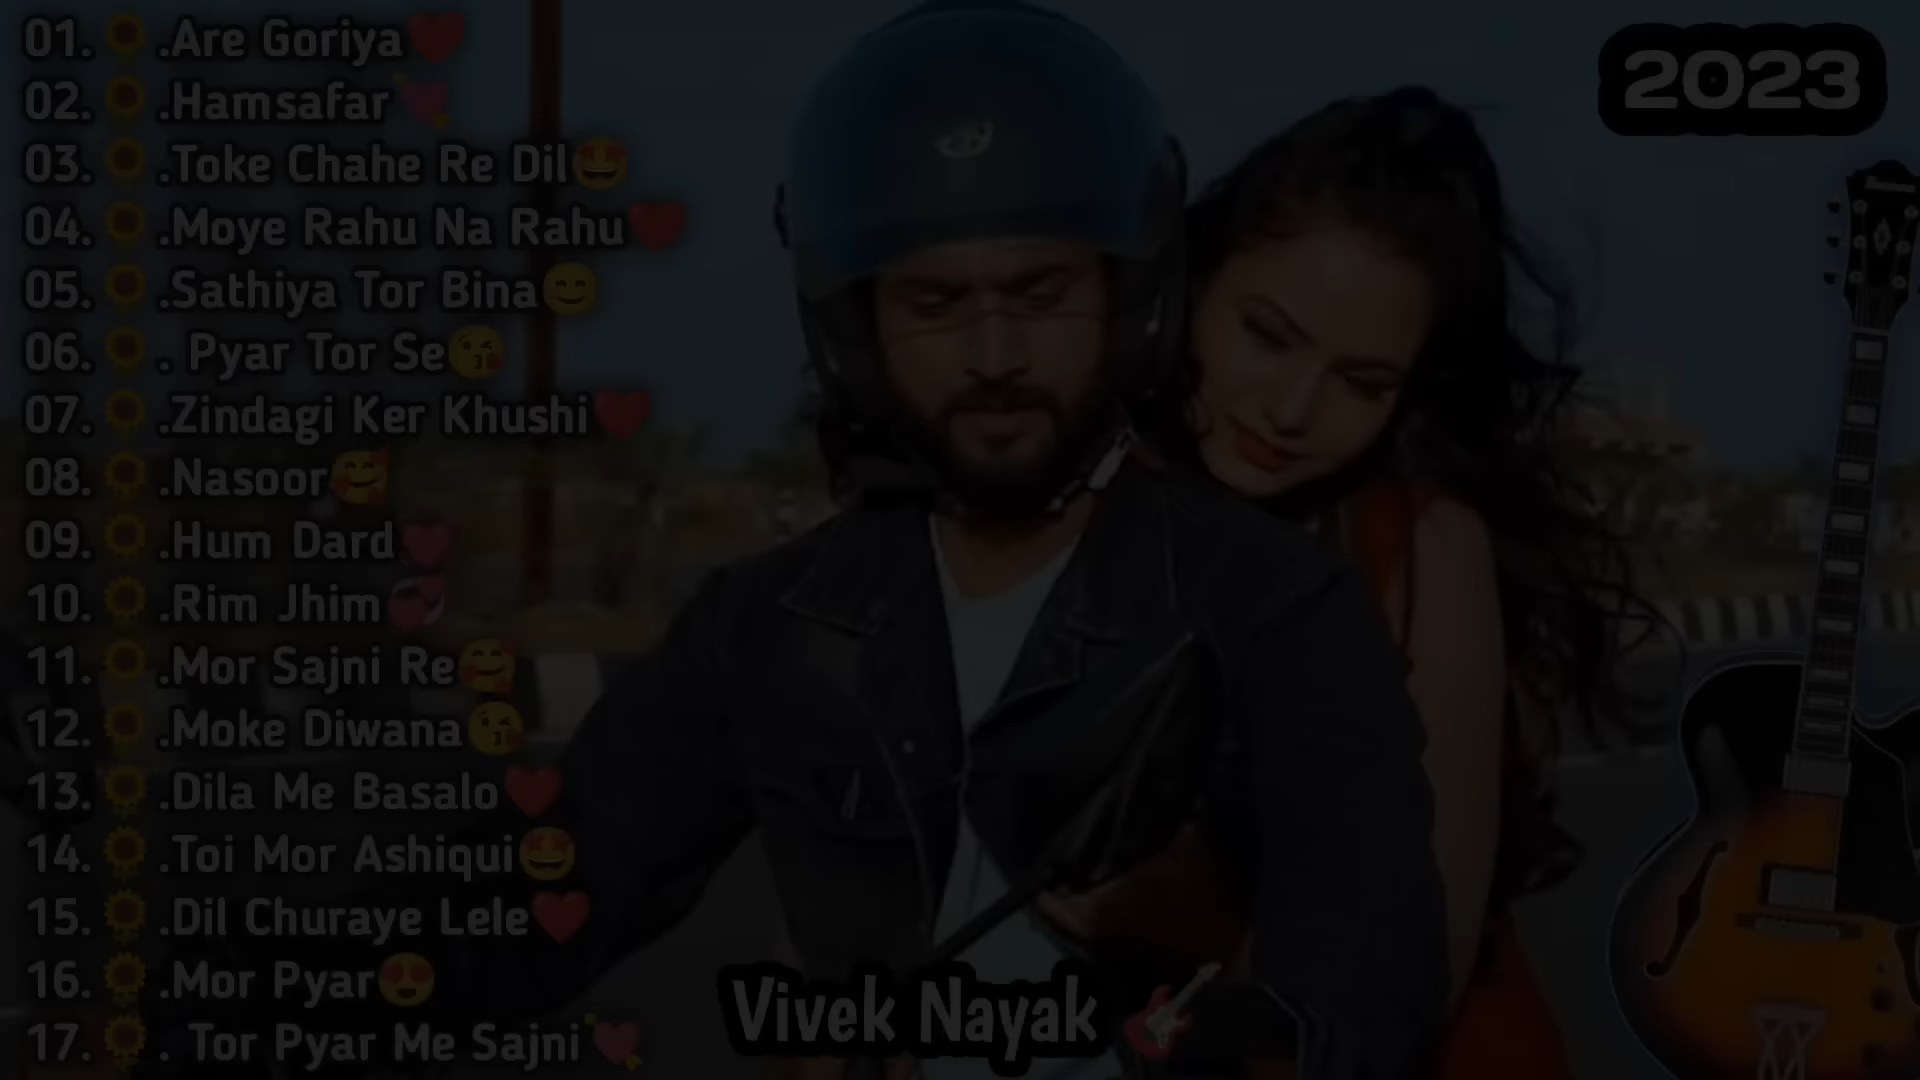 01. 🌻 .Are Goriya❤️
02. 🌻 .Hamsafar💘
03. 🌻 .Toke Chahe Re Dil🤩
04. 🌻 .Moye Rahu Na Rahu❤️
05. 🌻 .Sathiya Tor Bina😊
06. 🌻 . Pyar Tor Se😘
07. 🌻 .Zindagi Ker Khushi❤️
08. 🌻 .Nasoor🥰
09. 🌻 .Hum Dard💓
10. 🌻 .Rim Jhim💞
11. 🌻 .Mor Sajni Re🥰
12. 🌻 .Moke Diwana😘
13. 🌻 .Dila Me Basalo❤️
14. 🌻 .Toi Mor Ashiqui🤩
15. 🌻 .Dil Churaye Lele❤️
16. 🌻 .Mor Pyar😍
17. 🌻 . Tor Pyar Me Sajni💘
2023
Vivek Nayak 🎸